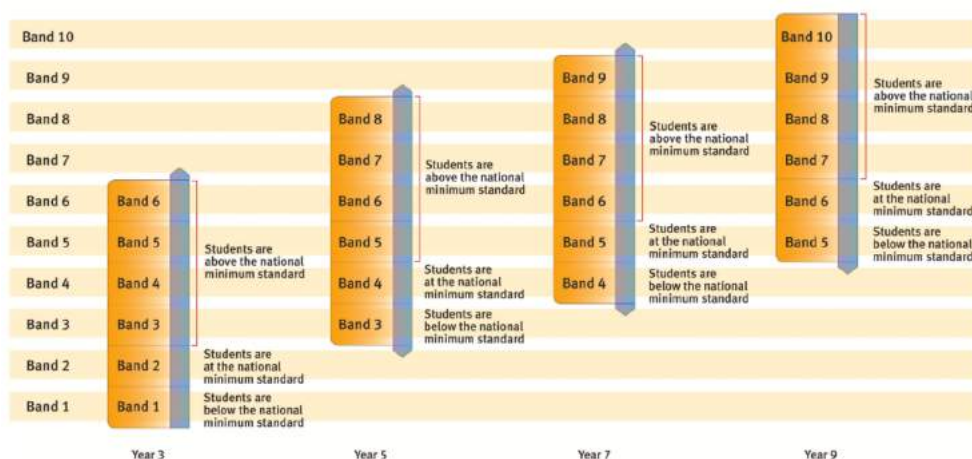 Band 10
Band 9
Band 8
Band 7
Band 6
Band 5
Band 4
Band 3
Band 2
Band 1
Band 6
Band 5
Band 4
Band 3
Band 2
Band 1
Students are
above the national
minimum standard
Students are
at the national
minimum standard
Students are
below the national
minimum standard
Year 3
Band 8
Band 7
Band 6
Band 5
Band 4
Band 3
Students are
above the national
minimum standard
Students are
at the national
minimum standard
Students are
below the national
minimum standard
Year 5
Band 9
Band 8
Band 7
Band 6
Band 5
Band 4
Students are
above the national
minimum standard
Students are
at the national
minimum standard
Students are
below the national
minimum standard
Year 7
Band 10
Band 9
Band 8
Band 7
Band 6
Band 5
Students are
above the national
minimum standard
Students are
at the national
minimum standard
Students are
below the national
minimum standard
Year 9